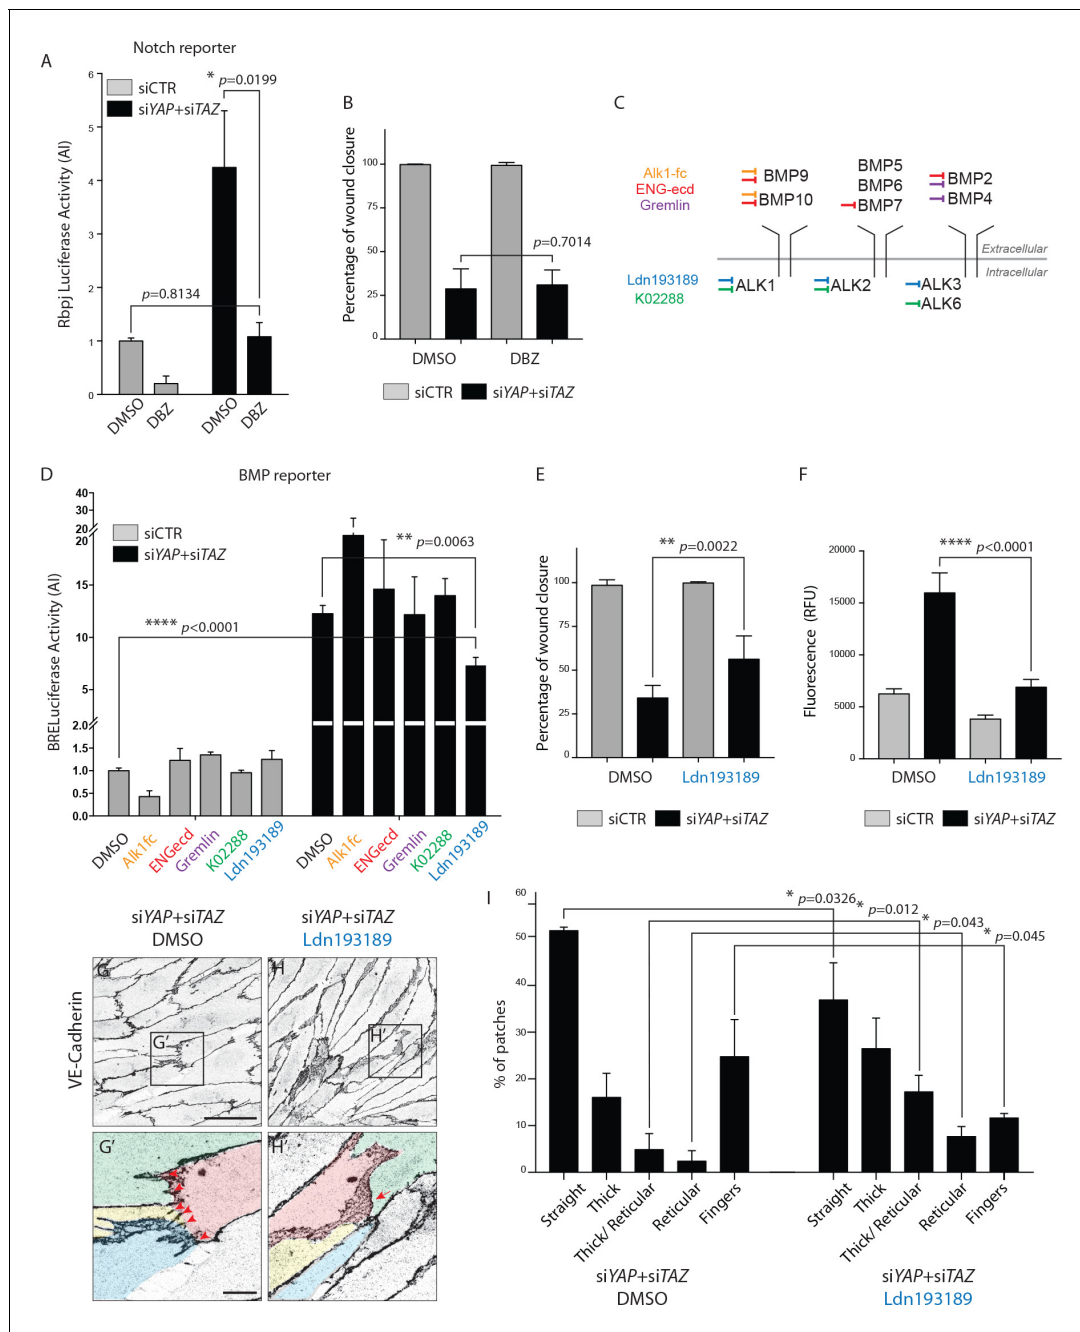 A
Notch reporter
siCTR
siYAP+siTAZ
* p=0.0199
p=0.8134
Rbpj Luciferase Activity (AI)
6
5
4
3
2
1
0
DMSO
DBZ
DMSO
DBZ
B
Percentage of wound closure
100
50
25
0
p=0.7014
DMSO
DBZ
siCTR
siYAP+siTAZ
C
Alk1-fc
ENG-ecd
Gremlin
BMP9
BMP10
BMP5
BMP6
BMP7
BMP2
BMP4
Extracellular
Intracellular
Ldn193189
K02288
ALK1
ALK2
ALK3
ALK6
D
BMP reporter
siCTR
siYAP+siTAZ
** p=0.0063
**** p<0.0001
BRELuciferase Activity (AI)
40
30
20
20
15
10
5
2.0
1.5
1.0
0.5
0.0
DMSO
Alk1fc
ENGecd
Gremlin
K02288
Ldn193189
DMSO
Alk1fc
ENGecd
Gremlin
K02288
Ldn193189
E
Percentage of wound closure
100
50
25
0
** p=0.0022
DMSO
Ldn193189
siCTR
siYAP+siTAZ
F
Fluorescence (RFU)
20000
15000
10000
5000
0
**** p<0.0001
DMSO
Ldn193189
siCTR
siYAP+siTAZ
siYAP+siTAZ
DMSO
siYAP+siTAZ
Ldn193189
VE-Cadherin
G
G'
H
H'
G'
H'
I
% of patches
60
50
40
30
20
10
0
* p=0.0326
* p=0.012
* p=0.043
* p=0.045
Straight
Thick
Thick/Reticular
Reticular
Fingers
Straight
Thick
Thick/Reticular
Reticular
Fingers
siYAP+siTAZ
DMSO
siYAP+siTAZ
Ldn193189